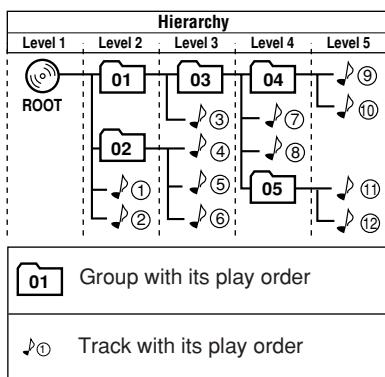 Hierarchy
Level 1 Level 2 Level 3 Level 4 Level 5
01 03 04 ⑨
ROOT ⑩
③ ⑦
02 ④ ⑧
① ⑤ 05 ⑪
② ⑥ ⑫
01 Group with its play order
① Track with its play order